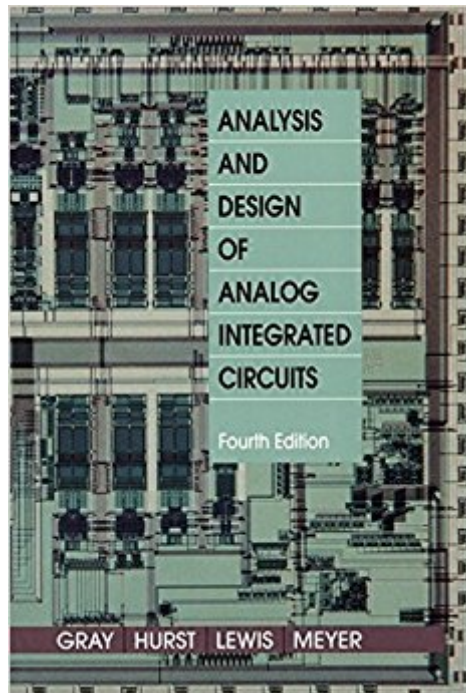 ANALYSIS
AND
DESIGN
OF
ANALOG
INTEGRATED
CIRCUITS
Fourth Edition
GRAY HURST LEWIS MEYER